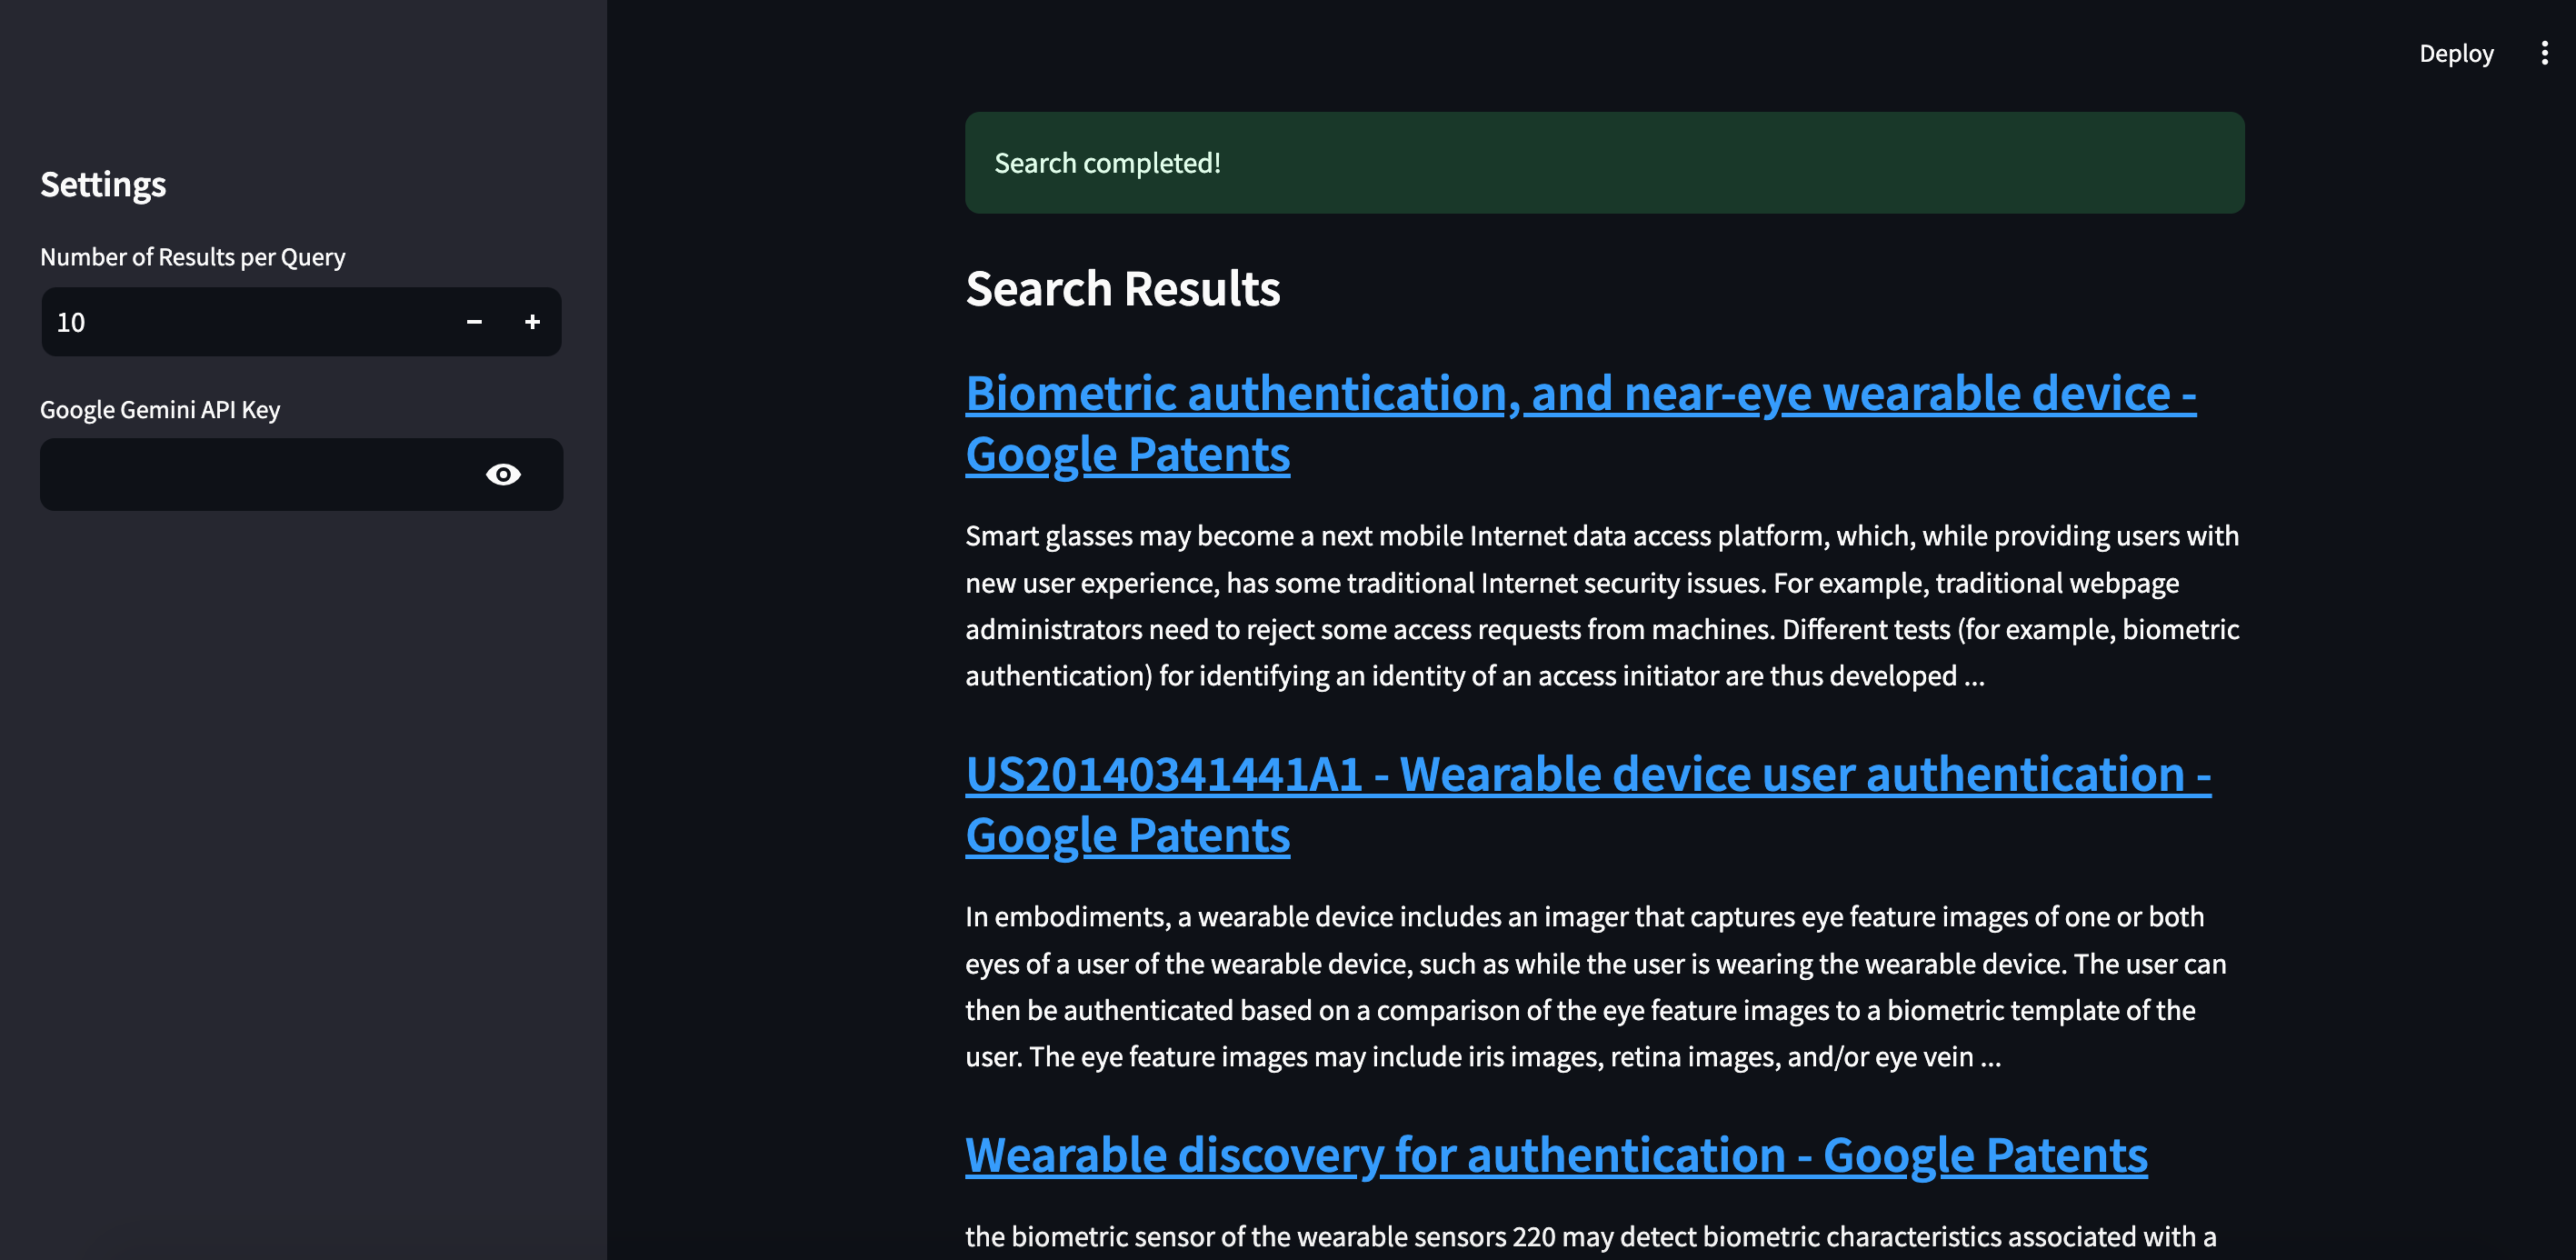 Deploy
Settings
Number of Results per Query
10
Google Gemini API Key
Search completed!
Search Results
Biometric authentication, and near-eye wearable device -
Google Patents
Smart glasses may become a next mobile Internet data access platform, which, while providing users with
new user experience, has some traditional Internet security issues. For example, traditional webpage
administrators need to reject some access requests from machines. Different tests (for example, biometric
authentication) for identifying an identity of an access initiator are thus developed ...
US20140341441A1 - Wearable device user authentication -
Google Patents
In embodiments, a wearable device includes an imager that captures eye feature images of one or both
eyes of a user of the wearable device, such as while the user is wearing the wearable device. The user can
then be authenticated based on a comparison of the eye feature images to a biometric template of the
user. The eye feature images may include iris images, retina images, and/or eye vein ...
Wearable discovery for authentication - Google Patents
the biometric sensor of the wearable sensors 220 may detect biometric characteristics associated with a